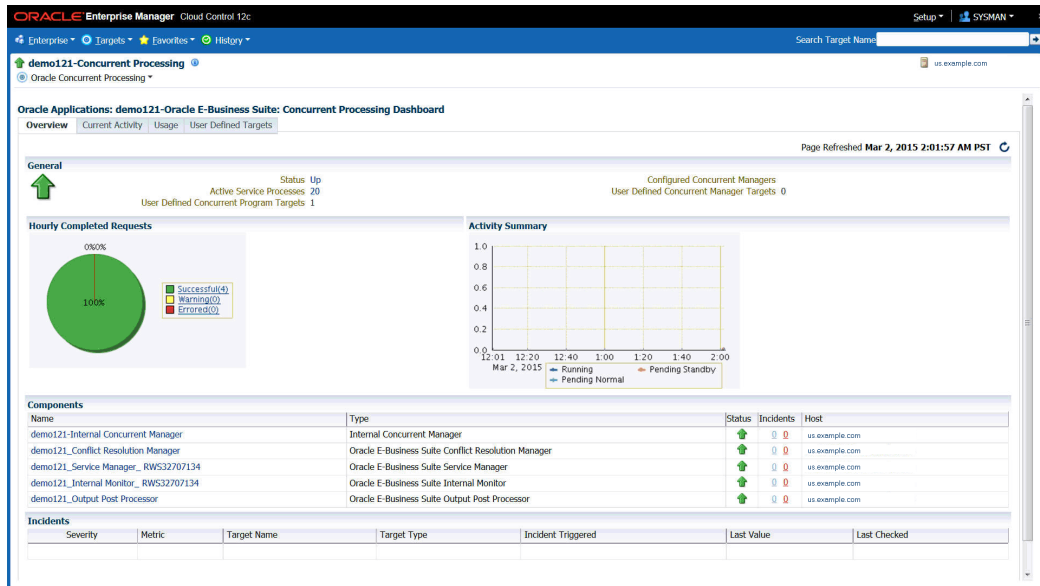 ORACLE Enterprise Manager Cloud Control 12c
Setup SYSMAN
Enterprise Targets Favorites History
Search Target Name
demo121-Concurrent Processing
us.example.com
Oracle Concurrent Processing
Oracle Applications: demo121-Oracle E-Business Suite: Concurrent Processing Dashboard
Overview Current Activity Usage User Defined Targets
Page Refreshed Mar 2, 2015 2:01:57 AM PST
General
Status Up
Active Service Processes 20
User Defined Concurrent Program Targets 1
Configured Concurrent Managers
User Defined Concurrent Manager Targets 0
Hourly Completed Requests
0%0%
100%
Successful(4)
Warning(0)
Errored(0)
Activity Summary
1.0
0.8
0.6
0.4
0.2
0.0
12:01 12:20 12:40 1:00 1:20 1:40 2:00
Mar 2, 2015
Running Pending Standby
Pending Normal
Components
Name Type Status Incidents Host
demo121-Internal Concurrent Manager Internal Concurrent Manager 0 0 us.example.com
demo121_Conflict Resolution Manager Oracle E-Business Suite Conflict Resolution Manager 0 0 us.example.com
demo121_Service Manager_ RWS32707134 Oracle E-Business Suite Service Manager 0 0 us.example.com
demo121_Internal Monitor_ RWS32707134 Oracle E-Business Suite Internal Monitor 0 0 us.example.com
demo121_Output Post Processor Oracle E-Business Suite Output Post Processor 0 0 us.example.com
Incidents
Severity Metric Target Name Target Type Incident Triggered Last Value Last Checked